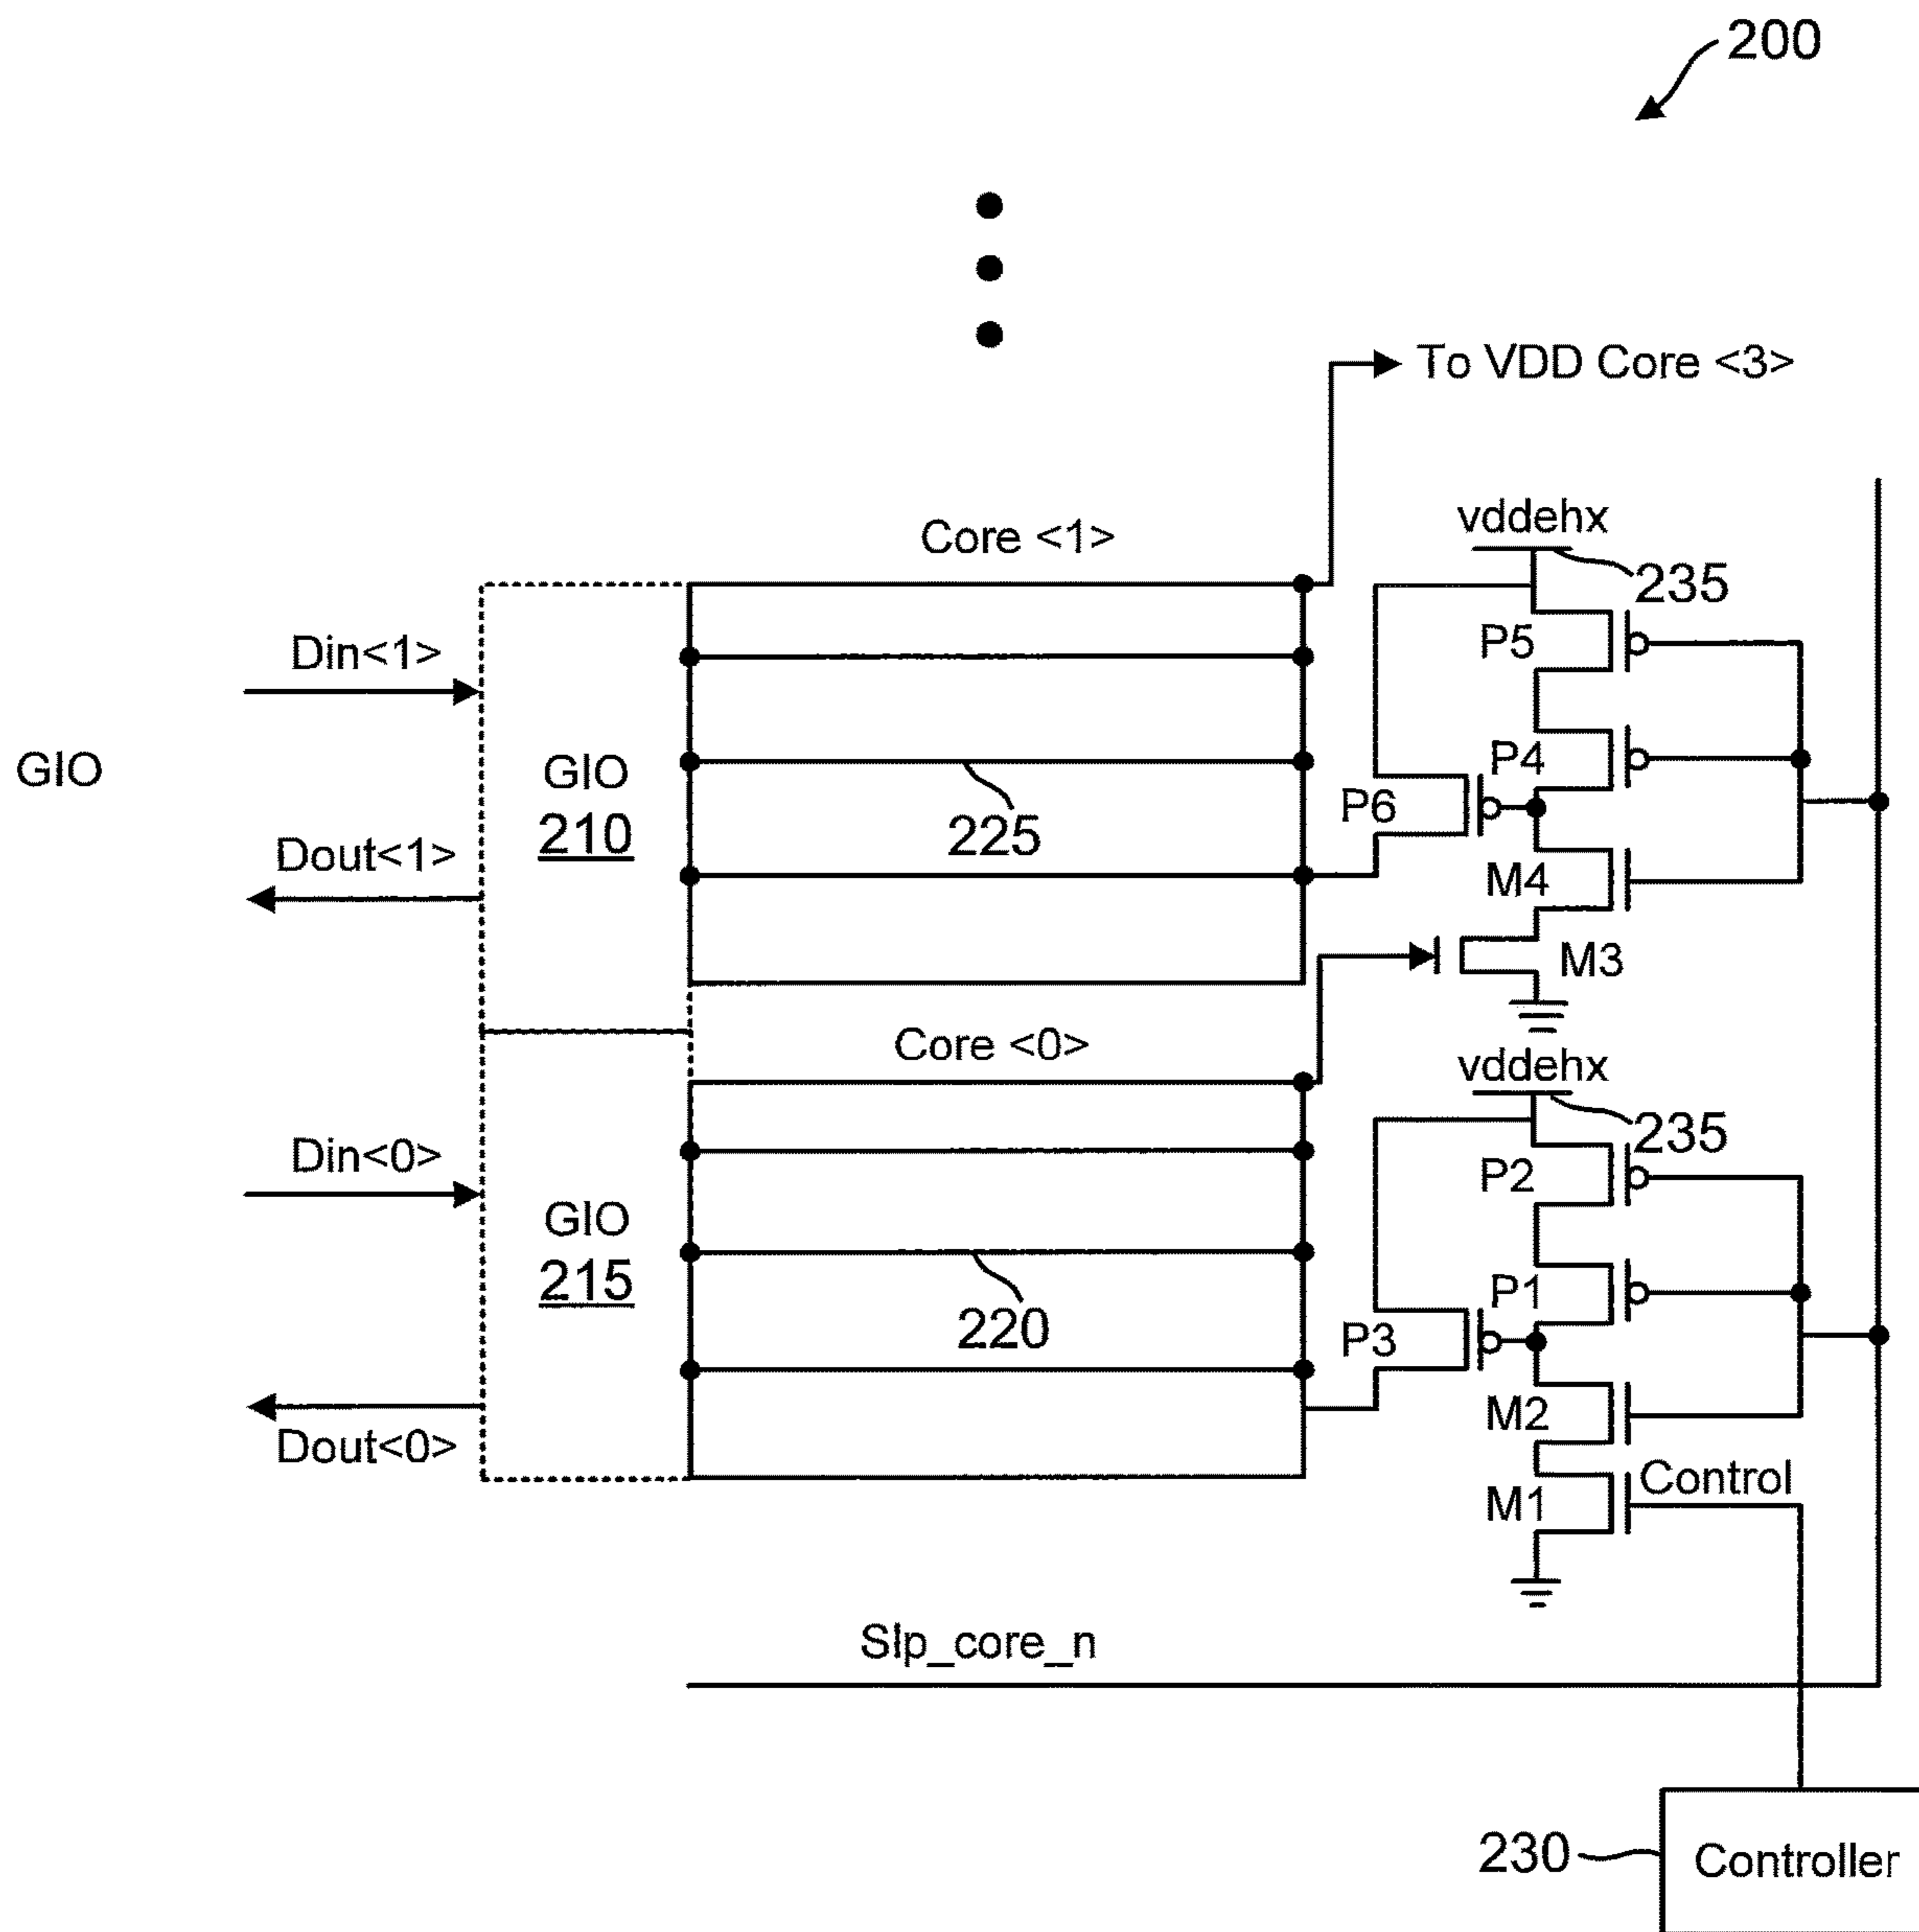 200
To VDD Core <3>
vddehx
Core <1>
235
P5
Din<1>
GIO
GIO
210
P4
P6
225
Dout<1>
M4
M3
Core <0>
vddehx
235
Din<0>
P2
GIO
215
P1
P3
220
M2
Dout<0>
Control
M1
Slp_core_n
230
Controller